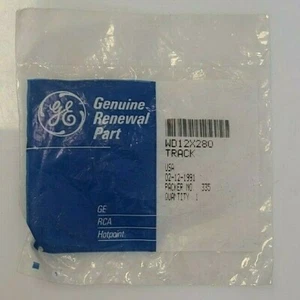 GE
Genuine
Renewal
Part
GE
RCA
Hotpoint
WD12X280
TRACK
USA
02-12-1991
PACKER NO 335
QUANTITY 1